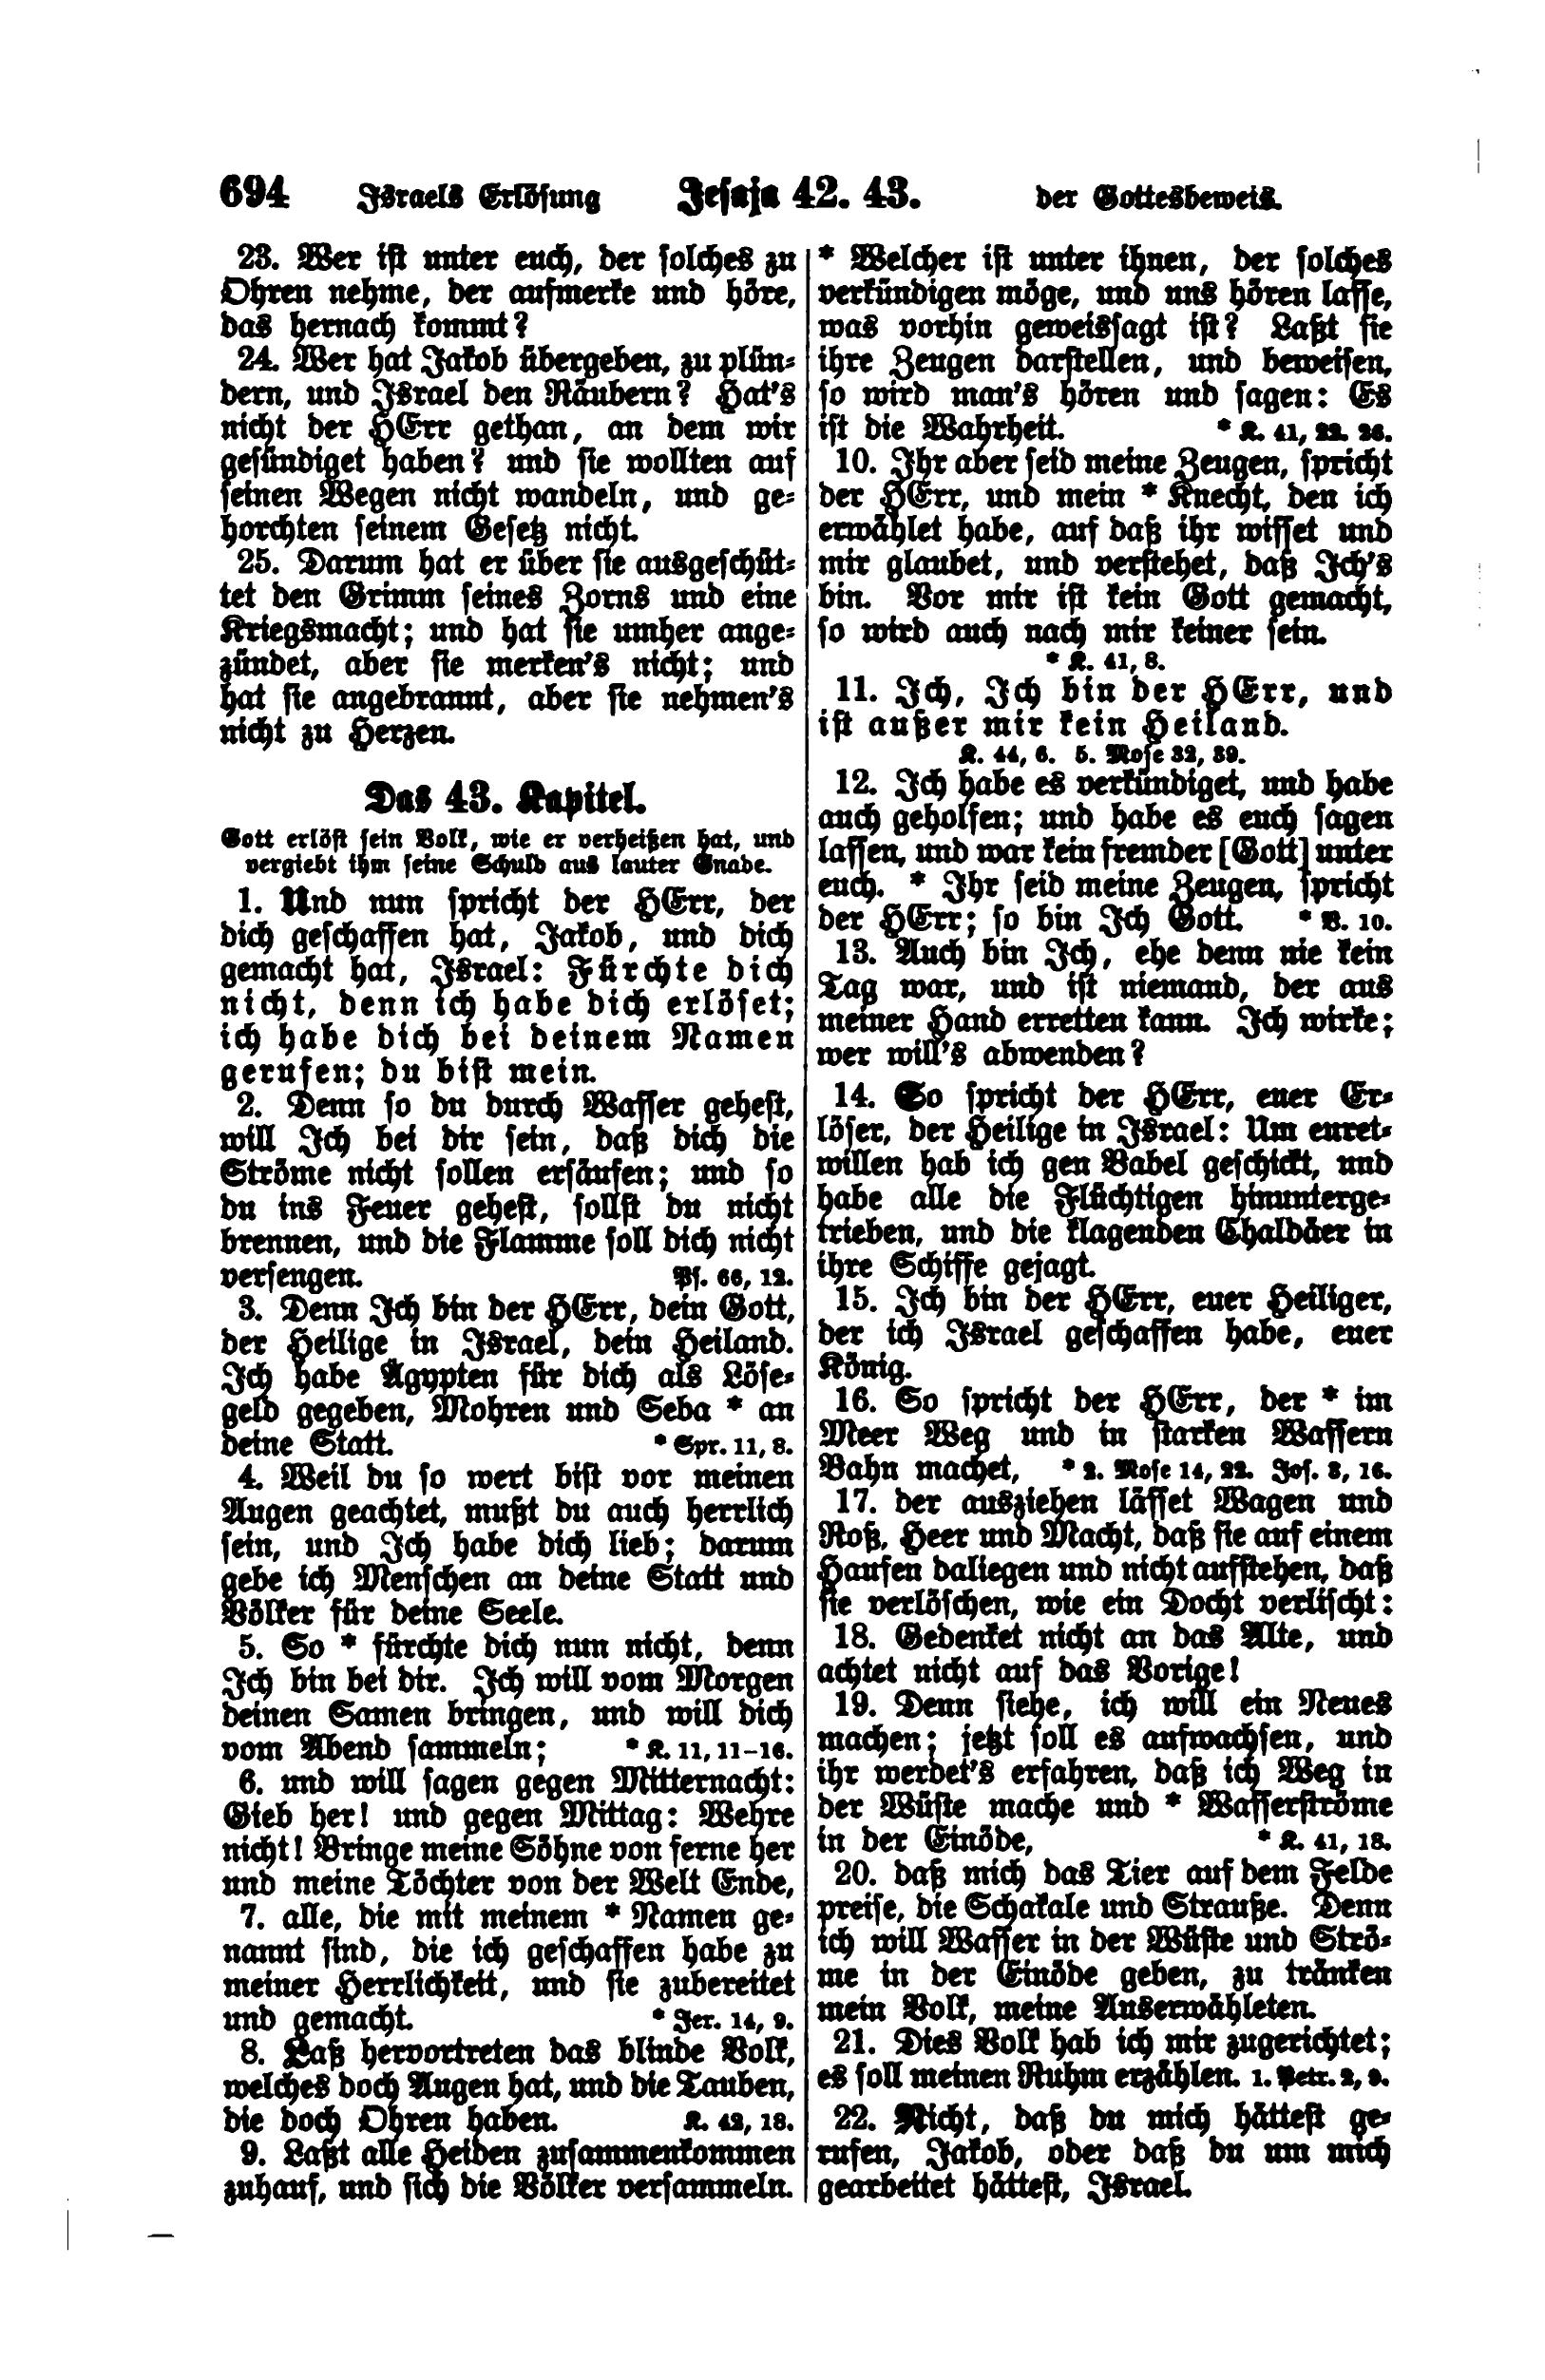 694 Israels Erlösung Jesaja 42. 43. der Gottesbeweis.
23. Wer ist unter euch, der solches zu
Ohren nehme, der aufmerke und höre,
das hernach kommt?
24. Wer hat Jakob übergeben, zu plün-
dern, und Israel den Räubern? Hat's
nicht der HErr gethan, an dem wir
gesündiget haben? und sie wollten auf
seinen Wegen nicht wandeln, und ge-
horchten seinem Gesetz nicht.
25. Darum hat er über sie ausgeschüt-
tet den Grimm seines Zorns und eine
Kriegsmacht; und hat sie umher ange-
zündet, aber sie merken's nicht; und
hat sie angebrannt, aber sie nehmen's
nicht zu Herzen.
Das 43. Kapitel.
Gott erlöst sein Volk, wie er verheißen hat, und
vergiebt ihm seine Schuld aus lauter Gnade.
1. Und nun spricht der HErr, der
dich geschaffen hat, Jakob, und dich
gemacht hat, Israel: Fürchte dich
nicht, denn ich habe dich erlöset;
ich habe dich bei deinem Namen
gerufen; du bist mein.
2. Denn so du durch Wasser gehest,
will Ich bei dir sein, daß dich die
Ströme nicht sollen ersäufen; und so
du ins Feuer gehest, sollst du nicht
brennen, und die Flamme soll dich nicht
versengen. Ps. 66, 12.
3. Denn Ich bin der HErr, dein Gott,
der Heilige in Israel, dein Heiland.
Ich habe Ägypten für dich als Löse-
geld gegeben, Mohren und Seba * an
deine Statt. * Spr. 11, 8.
4. Weil du so wert bist vor meinen
Augen geachtet, mußt du auch herrlich
sein, und Ich habe dich lieb; darum
gebe ich Menschen an deine Statt und
Völker für deine Seele.
5. So * fürchte dich nun nicht, denn
Ich bin bei dir. Ich will vom Morgen
deinen Samen bringen, und will dich
vom Abend sammeln; * K. 11, 11-16.
6. und will sagen gegen Mitternacht:
Gieb her! und gegen Mittag: Wehre
nicht! Bringe meine Söhne von ferne her
und meine Töchter von der Welt Ende,
7. alle, die mit meinem * Namen ge-
nannt sind, die ich geschaffen habe zu
meiner Herrlichkeit, und sie zubereitet
und gemacht. * Jer. 14, 9.
8. Laß hervortreten das blinde Volk,
welches doch Augen hat, und die Tauben,
die doch Ohren haben. K. 42, 18.
9. Laßt alle Heiden zusammenkommen
zuhauf, und sich die Völker versammeln.
* Welcher ist unter ihnen, der solches
verkündigen möge, und uns hören lasse,
was vorhin geweissagt ist? Laßt sie
ihre Zeugen darstellen, und beweisen,
so wird man's hören und sagen: Es
ist die Wahrheit. * K. 41, 22. 26.
10. Ihr aber seid meine Zeugen, spricht
der HErr, und mein * Knecht, den ich
erwählet habe, auf daß ihr wisset und
mir glaubet, und verstehet, daß Ich's
bin. Vor mir ist kein Gott gemacht,
so wird auch nach mir keiner sein.
* K. 41, 8.
11. Ich, Ich bin der HErr, und
ist außer mir kein Heiland.
K. 44, 6. 5. Mose 32, 39.
12. Ich habe es verkündiget, und habe
auch geholfen; und habe es euch sagen
lassen, und war kein fremder [Gott] unter
euch. * Ihr seid meine Zeugen, spricht
der HErr; so bin Ich Gott. * V. 10.
13. Auch bin Ich, ehe denn nie kein
Tag war, und ist niemand, der aus
meiner Hand erretten kann. Ich wirke;
wer will's abwenden?
14. So spricht der HErr, euer Er-
löser, der Heilige in Israel: Um euret-
willen hab ich gen Babel geschickt, und
habe alle die Flüchtigen hinunterge-
trieben, und die klagenden Chaldäer in
ihre Schiffe gejagt.
15. Ich bin der HErr, euer Heiliger,
der ich Israel geschaffen habe, euer
König.
16. So spricht der HErr, der * im
Meer Weg und in starken Wassern
Bahn machet, * 2. Mose 14, 22. Jos. 3, 16.
17. der ausziehen lässet Wagen und
Roß, Heer und Macht, daß sie auf einem
Haufen daliegen und nicht aufstehen, daß
sie verlöschen, wie ein Docht verlischt:
18. Gedenket nicht an das Alte, und
achtet nicht auf das Vorige!
19. Denn siehe, ich will ein Neues
machen; jetzt soll es aufwachsen, und
ihr werdet's erfahren, daß ich Weg in
der Wüste mache und * Wasserströme
in der Einöde, * K. 41, 18.
20. daß mich das Tier auf dem Felde
preise, die Schakale und Strauße. Denn
ich will Wasser in der Wüste und Strö-
me in der Einöde geben, zu tränken
mein Volk, meine Auserwähleten.
21. Dies Volk hab ich mir zugerichtet;
es soll meinen Ruhm erzählen. 1. Petr. 2, 9.
22. Nicht, daß du mich hättest ge-
rufen, Jakob, oder daß du um mich
gearbeitet hättest, Israel.